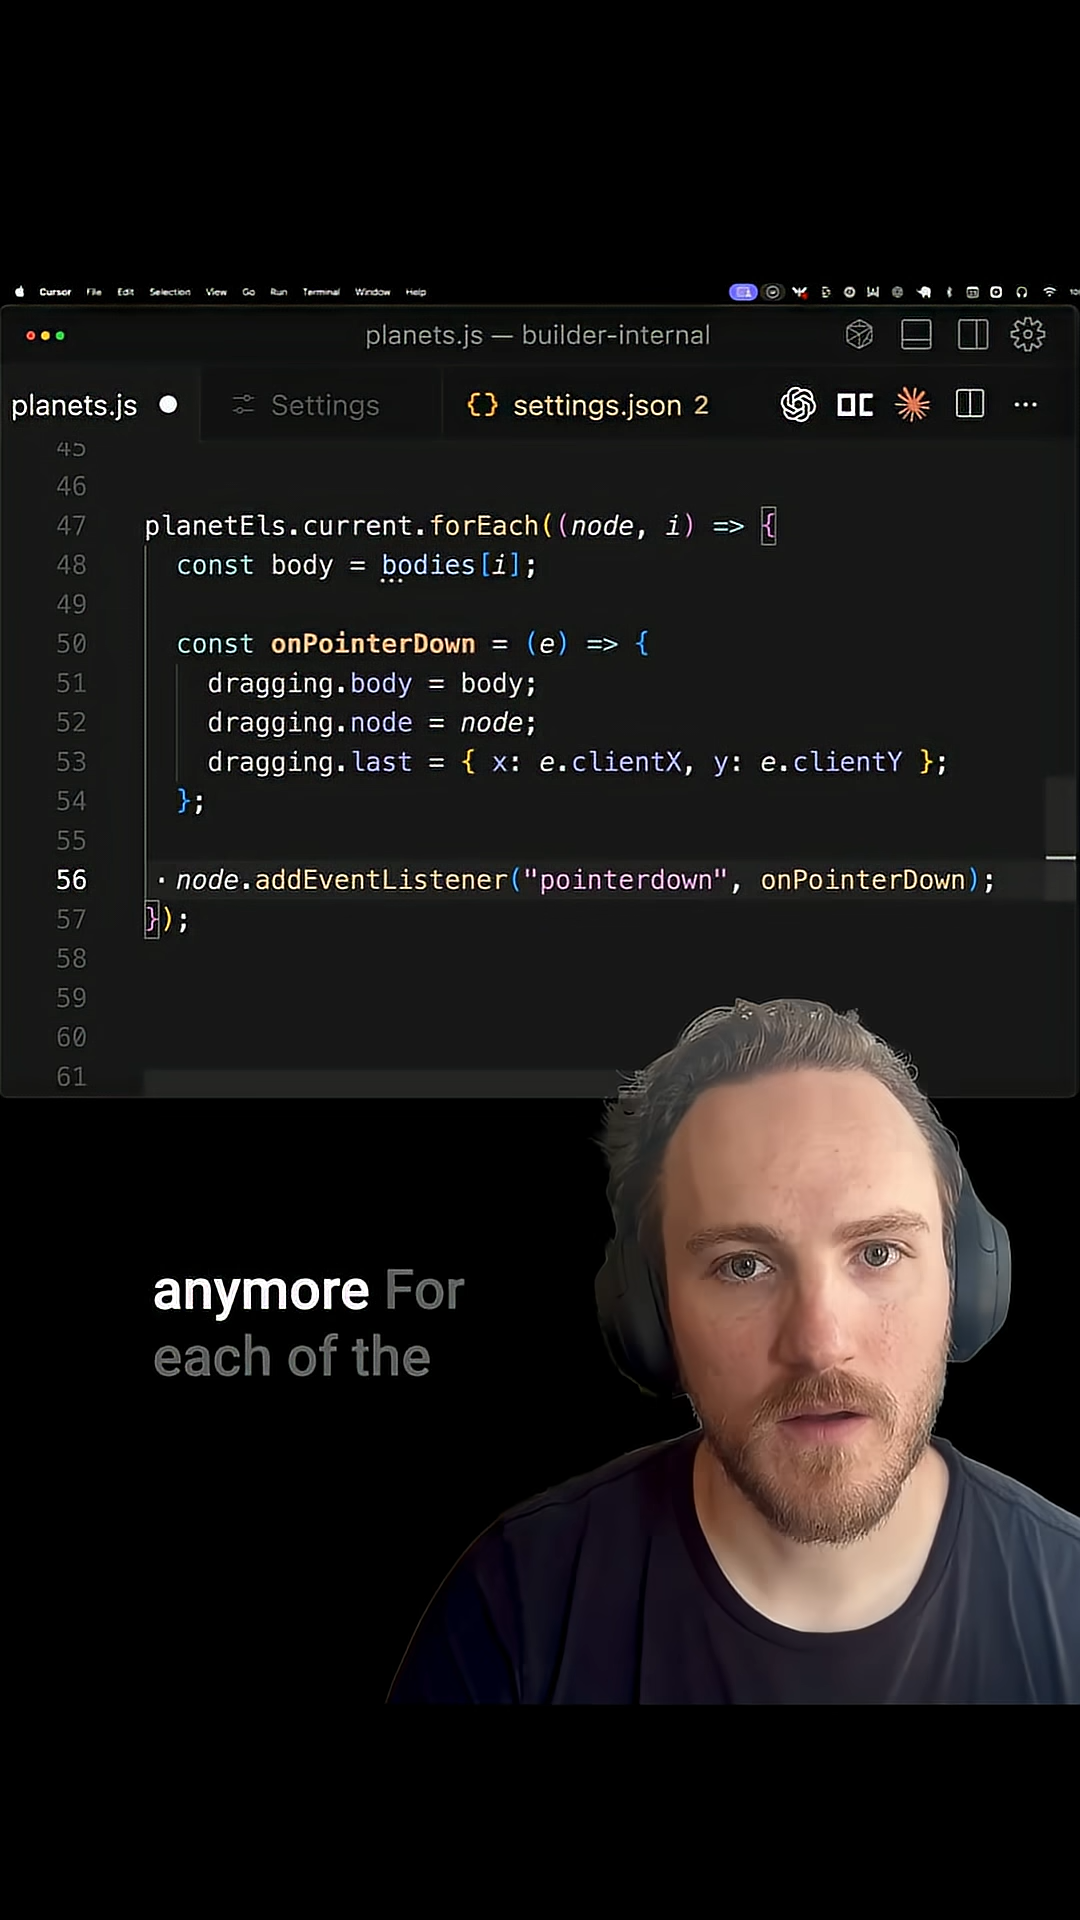 Cursor File Edit Selection View Go Run Terminal Window Help
planets.js — builder-internal
planets.js Settings {} settings.json 2
45
46
47 planetEls.current.forEach((node, i) => {
48 const body = bodies[i];
49
50 const onPointerDown = (e) => {
51 dragging.body = body;
52 dragging.node = node;
53 dragging.last = { x: e.clientX, y: e.clientY };
54 };
55
56 node.addEventListener("pointerdown", onPointerDown);
57 });
58
59
60
61
anymore For
each of the